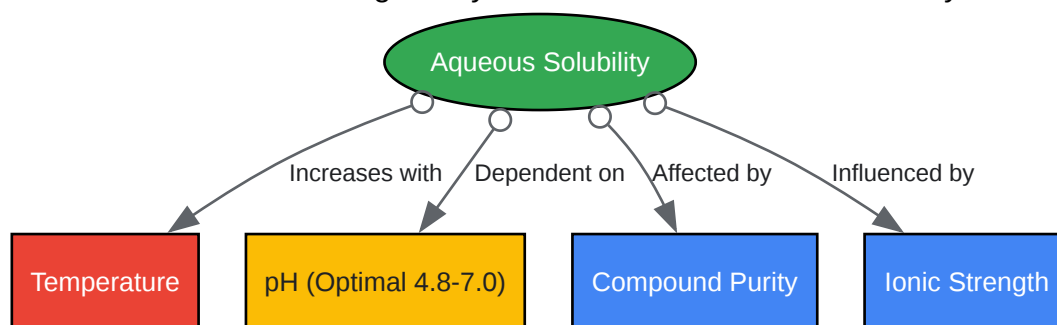 Aqueous Solubility
Increases with
Dependent on
Affected by
Influenced by
Temperature
pH (Optimal 4.8-7.0)
Compound Purity
Ionic Strength